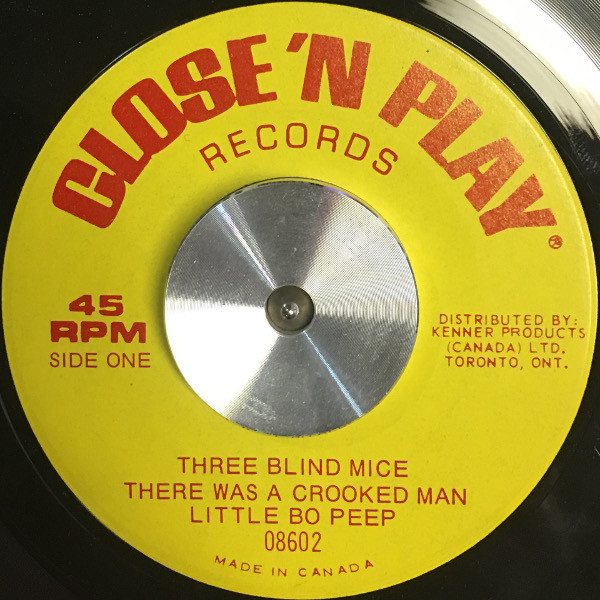 CLOSE 'N PLAY®
RECORDS
45
RPM
SIDE ONE
DISTRIBUTED BY:
KENNER PRODUCTS
(CANADA) LTD.
TORONTO, ONT.
THREE BLIND MICE
THERE WAS A CROOKED MAN
LITTLE BO PEEP
08602
MADE IN CANADA